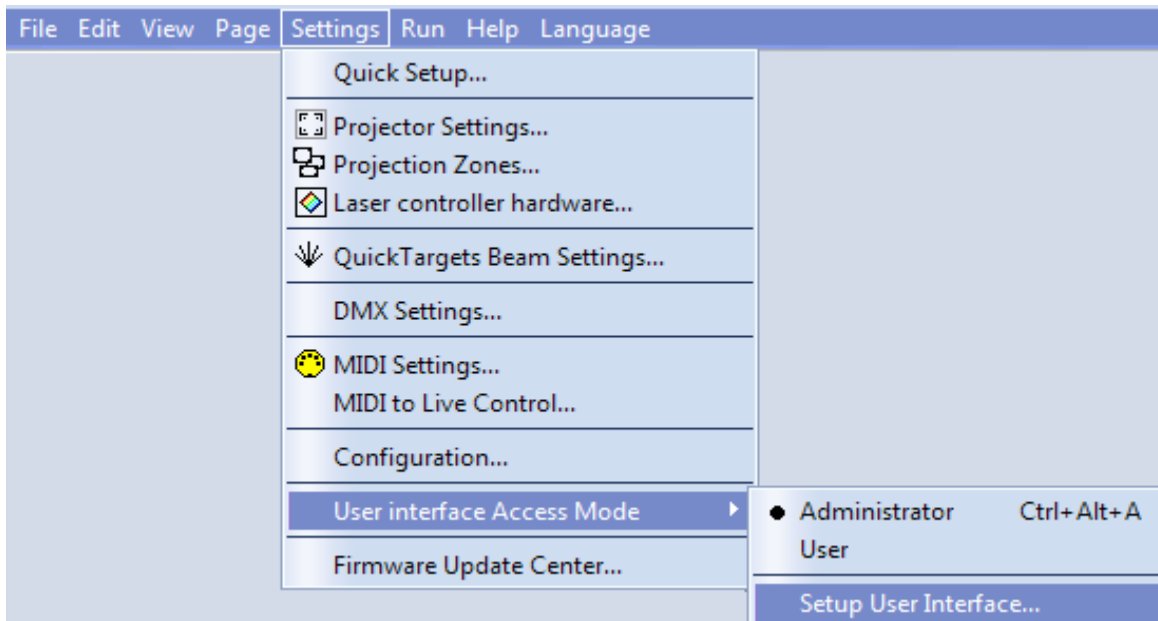 File Edit View Page Settings Run Help Language
Quick Setup...
Projector Settings...
Projection Zones...
Laser controller hardware...
QuickTargets Beam Settings...
DMX Settings...
MIDI Settings...
MIDI to Live Control...
Configuration...
User interface Access Mode
Administrator Ctrl+Alt+A
User
Firmware Update Center...
Setup User Interface...